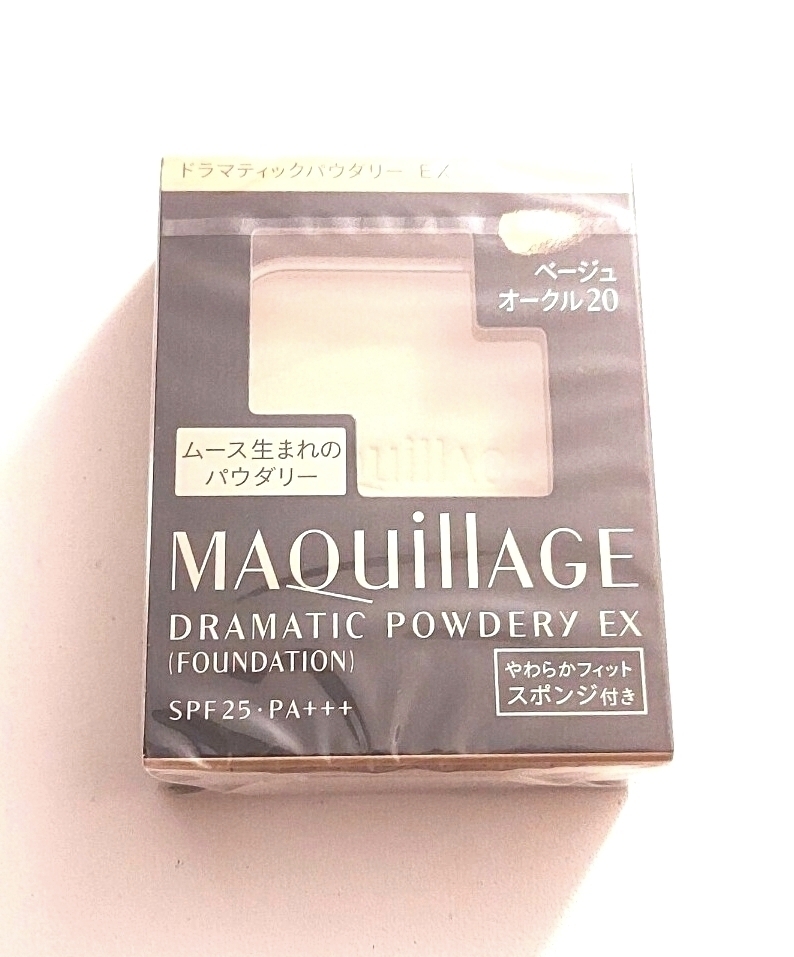 ドラマティックパウダリー EX
ベージュ
オークル20
ムース生まれの
パウダリー
MAQuillAGE
DRAMATIC POWDERY EX
(FOUNDATION)
SPF25・PA+++
やわらかフィット
スポンジ付き